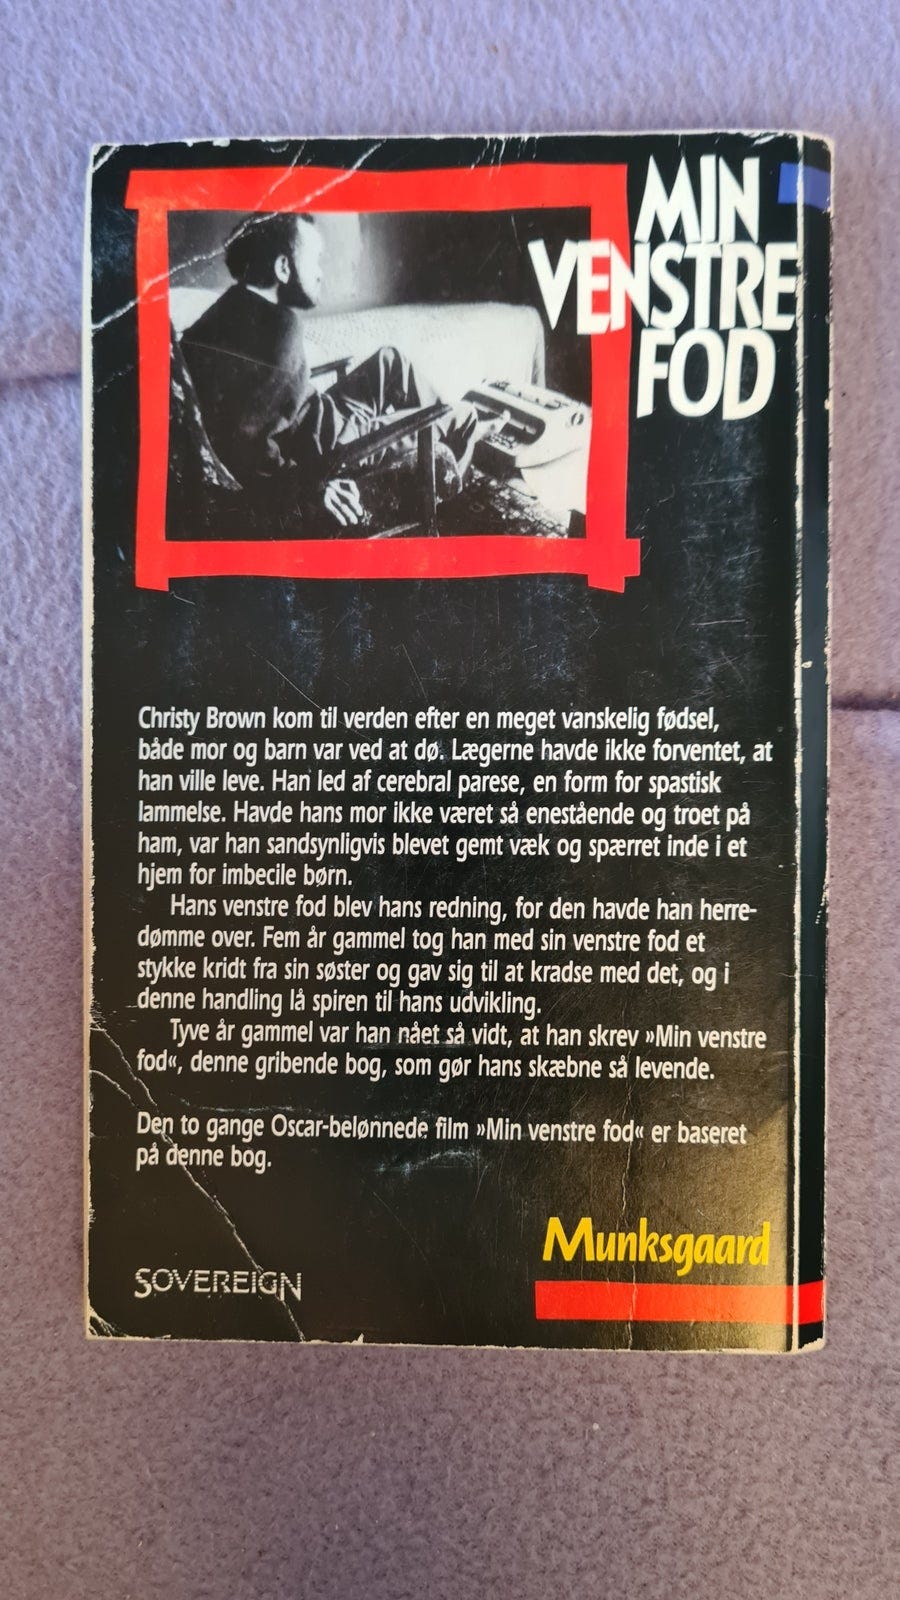 MIN
VENSTRE
FOD
Christy Brown kom til verden efter en meget vanskelig fødsel,
både mor og barn var ved at dø. Lægerne havde ikke forventet, at
han ville leve. Han led af cerebral parese, en form for spastisk
lammelse. Havde hans mor ikke været så enestående og troet på
ham, var han sandsynligvis blevet gemt væk og spærret inde i et
hjem for imbecile børn.
Hans venstre fod blev hans redning, for den havde han herre-
dømme over. Fem år gammel tog han med sin venstre fod et
stykke kridt fra sin søster og gav sig til at kradse med det, og i
denne handling lå spiren til hans udvikling.
Tyve år gammel var han nået så vidt, at han skrev »Min venstre
fod«, denne gribende bog, som gør hans skæbne så levende.
Den to gange Oscar-belønnede film »Min venstre fod« er baseret
på denne bog.
Munksgaard
SOVEREIGN